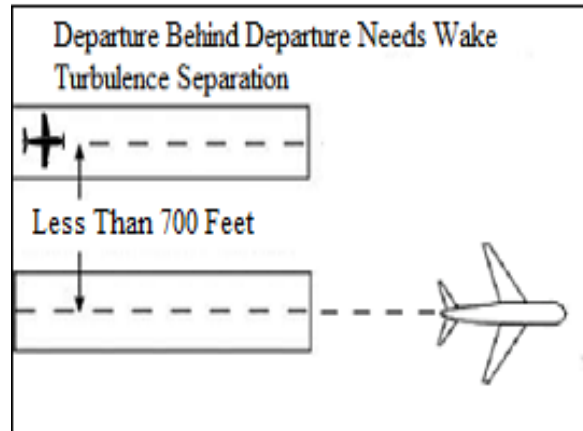 Departure Behind Departure Needs Wake
Turbulence Separation
Less Than 700 Feet